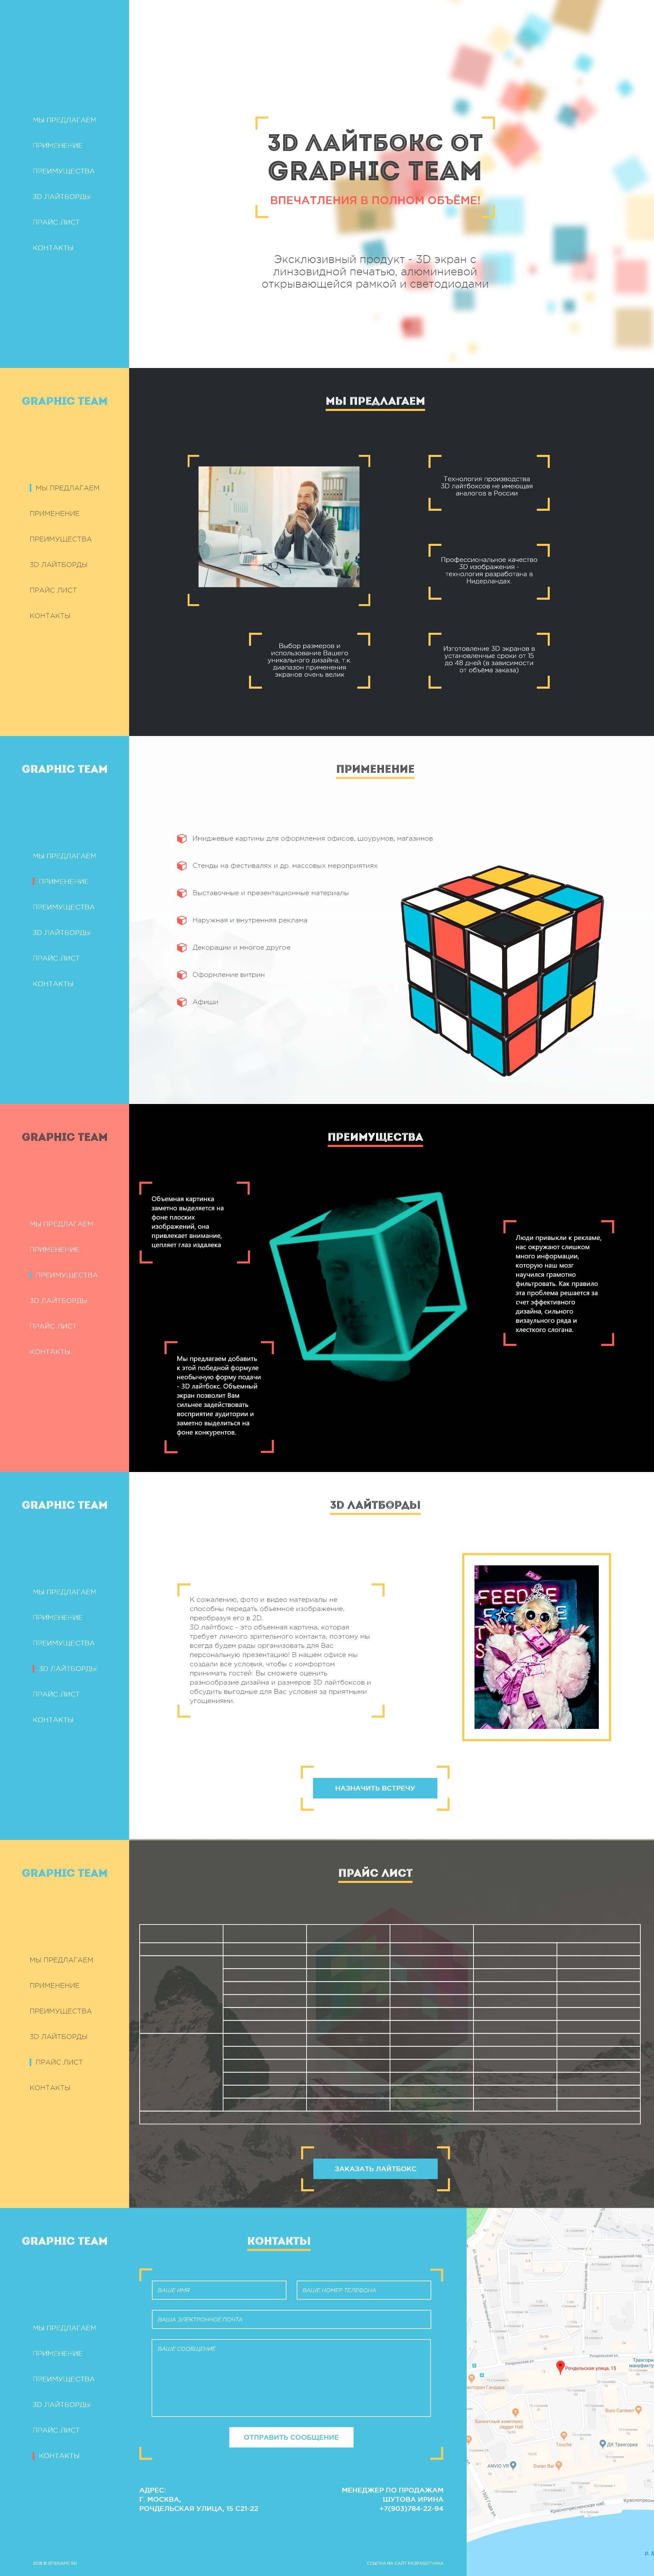 МЫ ПРЕДЛАГАЕМ
ПРИМЕНЕНИЕ
ПРЕИМУЩЕСТВА
3D ЛАЙТБОРДЫ
ПРАЙС ЛИСТ
КОНТАКТЫ
3D ЛАЙТБОКС ОТ
GRAPHIC TEAM
ВПЕЧАТЛЕНИЯ В ПОЛНОМ ОБЪЁМЕ!
Эксклюзивный продукт - 3D экран с
линзовидной печатью, алюминиевой
открывающейся рамкой и светодиодами
GRAPHIC TEAM
МЫ ПРЕДЛАГАЕМ
ПРИМЕНЕНИЕ
ПРЕИМУЩЕСТВА
3D ЛАЙТБОРДЫ
ПРАЙС ЛИСТ
КОНТАКТЫ
МЫ ПРЕДЛАГАЕМ
Технология производства
3D лайтбоксов не имеющая
аналогов в России
Профессиональное качество
3D изображения -
технология разработана в
Нидерландах.
Выбор размеров и
использование Вашего
уникального дизайна, т.к.
диапазон применения
экранов очень велик
Изготовление 3D экранов в
установленные сроки от 15
до 48 дней (в зависимости
от объёма заказа)
GRAPHIC TEAM
МЫ ПРЕДЛАГАЕМ
ПРИМЕНЕНИЕ
ПРЕИМУЩЕСТВА
3D ЛАЙТБОРДЫ
ПРАЙС ЛИСТ
КОНТАКТЫ
ПРИМЕНЕНИЕ
Имиджевые картины для оформления офисов, шоурумов, магазинов
Стенды на фестивалях и др. массовых мероприятиях
Выставочные и презентационные материалы
Наружная и внутренняя реклама
Декорации и многое другое
Оформление витрин
Афиши
GRAPHIC TEAM
МЫ ПРЕДЛАГАЕМ
ПРИМЕНЕНИЕ
ПРЕИМУЩЕСТВА
3D ЛАЙТБОРДЫ
ПРАЙС ЛИСТ
КОНТАКТЫ
ПРЕИМУЩЕСТВА
Объемная картинка
заметно выделяется на
фоне плоских
изображений, она
привлекает внимание,
цепляет глаз издалека
Люди привыкли к рекламе,
нас окружают слишком
много информации,
которую наш мозг
научился грамотно
фильтровать. Как правило
эта проблема решается за
счет эффективного
дизайна, сильного
визуального ряда и
хлесткого слогана.
Мы предлагаем добавить
к этой победной формуле
необычную форму подачи
- 3D лайтбокс. Объемный
экран позволит Вам
сильнее задействовать
восприятие аудитории и
заметно выделиться на
фоне конкурентов.
GRAPHIC TEAM
МЫ ПРЕДЛАГАЕМ
ПРИМЕНЕНИЕ
ПРЕИМУЩЕСТВА
3D ЛАЙТБОРДЫ
ПРАЙС ЛИСТ
КОНТАКТЫ
3D ЛАЙТБОРДЫ
К сожалению, фото и видео материалы не
способны передать объемное изображение,
преобразуя его в 2D.
3D лайтбокс - это объемная картина, которая
требует личного зрительного контакта, поэтому мы
всегда будем рады организовать для Вас
персональную презентацию! В нашем офисе мы
создали все условия, чтобы с комфортом
принимать гостей! Вы сможете оценить
разнообразие дизайна и размеров 3D лайтбоксов и
обсудить выгодные для Вас условия за приятными
угощениями.
НАЗНАЧИТЬ ВСТРЕЧУ
GRAPHIC TEAM
МЫ ПРЕДЛАГАЕМ
ПРИМЕНЕНИЕ
ПРЕИМУЩЕСТВА
3D ЛАЙТБОРДЫ
ПРАЙС ЛИСТ
КОНТАКТЫ
ПРАЙС ЛИСТ
ЗАКАЗАТЬ ЛАЙТБОКС
GRAPHIC TEAM
МЫ ПРЕДЛАГАЕМ
ПРИМЕНЕНИЕ
ПРЕИМУЩЕСТВА
3D ЛАЙТБОРДЫ
ПРАЙС ЛИСТ
КОНТАКТЫ
КОНТАКТЫ
ВАШЕ ИМЯ
ВАШЕ НОМЕР ТЕЛЕФОНА
ВАША ЭЛЕКТРОННОЕ ПОЧТА
ВАШЕ СООБЩЕНИЕ
ОТПРАВИТЬ СООБЩЕНИЕ
АДРЕС:
Г. МОСКВА,
РОЧДЕЛЬСКАЯ УЛИЦА, 15 С21-22
МЕНЕДЖЕР ПО ПРОДАЖАМ
ШУТОВА ИРИНА
+7(903)784-22-94
ССЫЛКА НА САЙТ РАЗРАБОТЧИКА
Рочдельская улица, 15
Банкетный комплекс
Touché
ДК Трехгорка
ANVIO VR
Duran Bar
Краснопресненская наб.